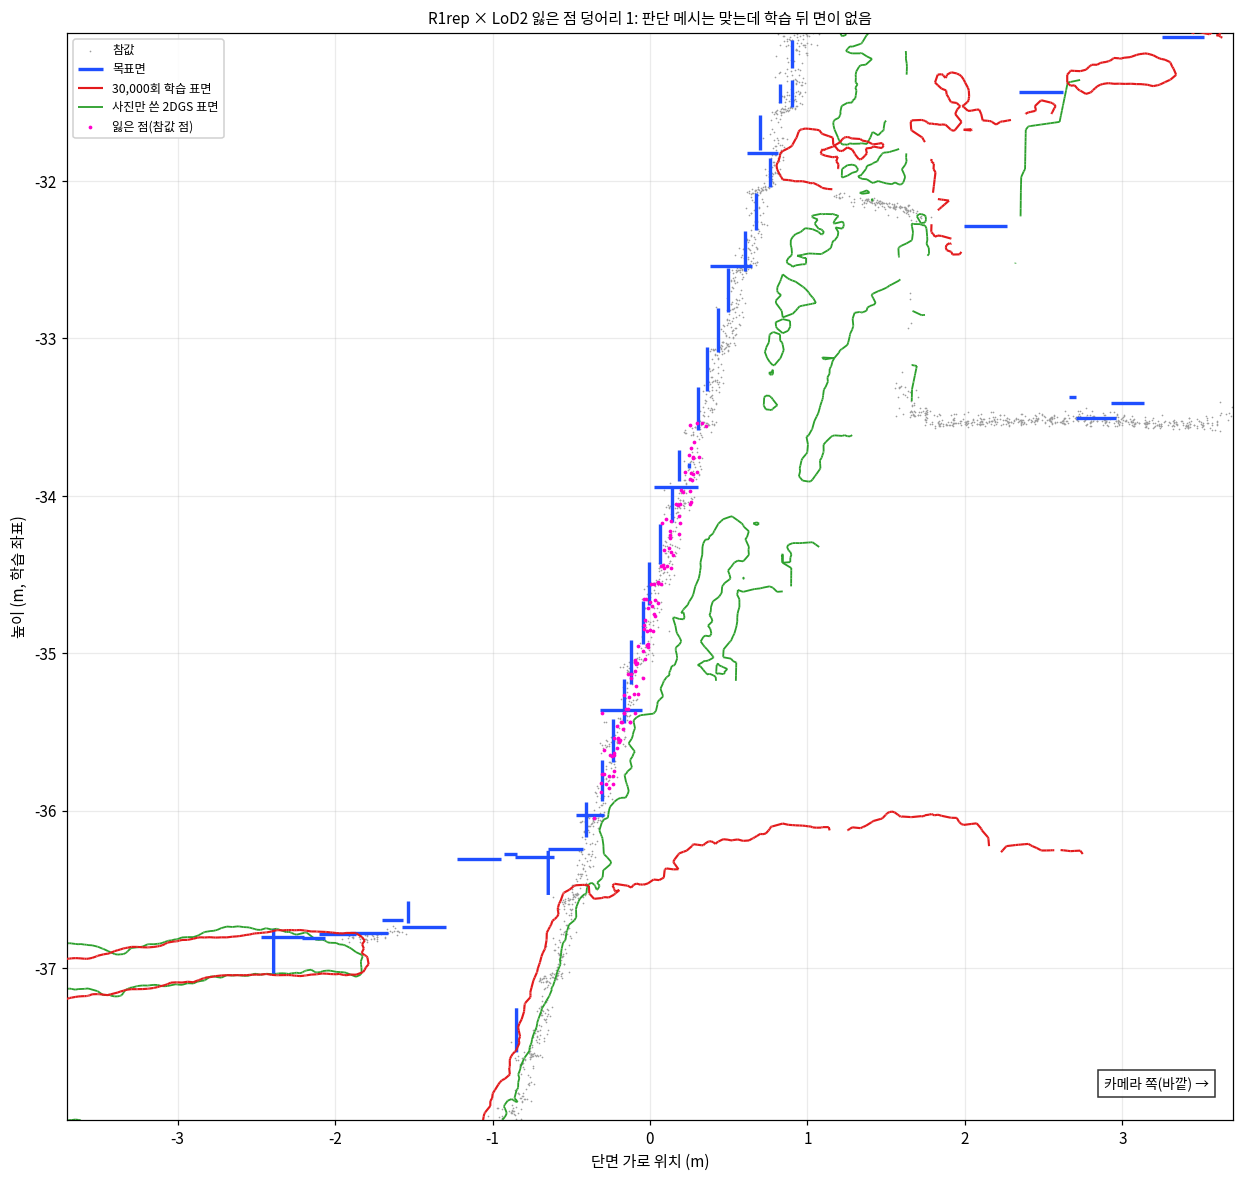 R1rep × LoD2 잃은 점 덩어리 1: 판단 메시는 맞는데 학습 뒤 면이 없음
참값
목표면
30,000회 학습 표면
사진만 쓴 2DGS 표면
잃은 점(참값 점)
-32
-33
-34
-35
-36
-37
높이 (m, 학습 좌표)
카메라 쪽(바깥) →
-3
-2
-1
0
1
2
3
단면 가로 위치 (m)